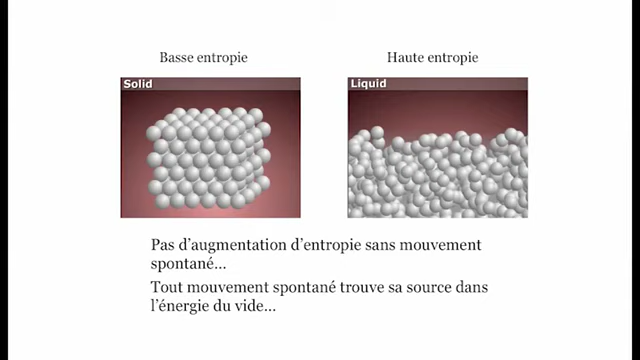 Basse entropie
Haute entropie
Solid
Liquid
Pas d'augmentation d'entropie sans mouvement
spontané...
Tout mouvement spontané trouve sa source dans
l'énergie du vide...